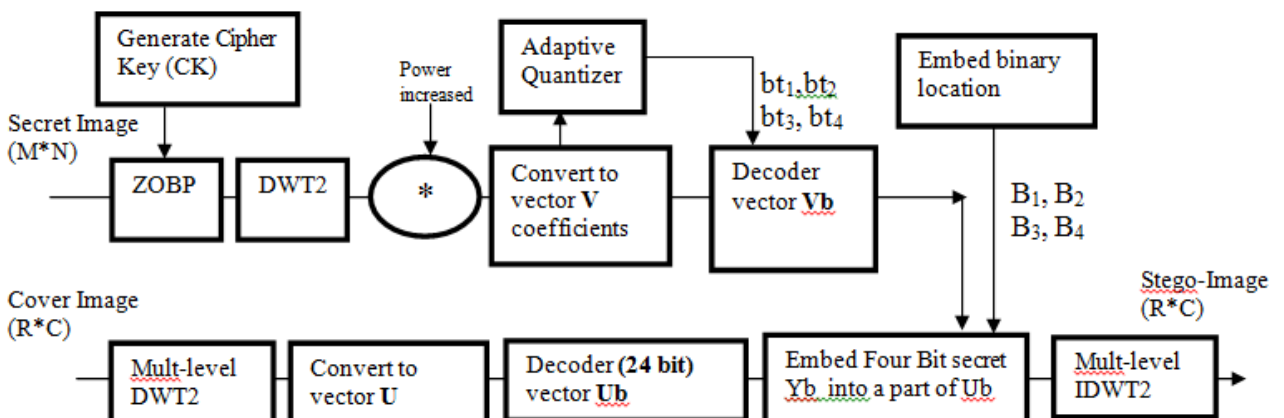 Generate Cipher
Key (CK)
Power
increased
Adaptive
Quantizer
bt1,bt2
bt3, bt4
Embed binary
location
Secret Image
(M*N)
ZOBP
DWT2
*
Convert to
vector V
coefficients
Decoder
vector Vb
B1, B2
B3, B4
Stego-Image
(R*C)
Cover Image
(R*C)
Mult-level
DWT2
Convert to
vector U
Decoder (24 bit)
vector Ub
Embed Four Bit secret
Yb into a part of Ub
Mult-level
IDWT2